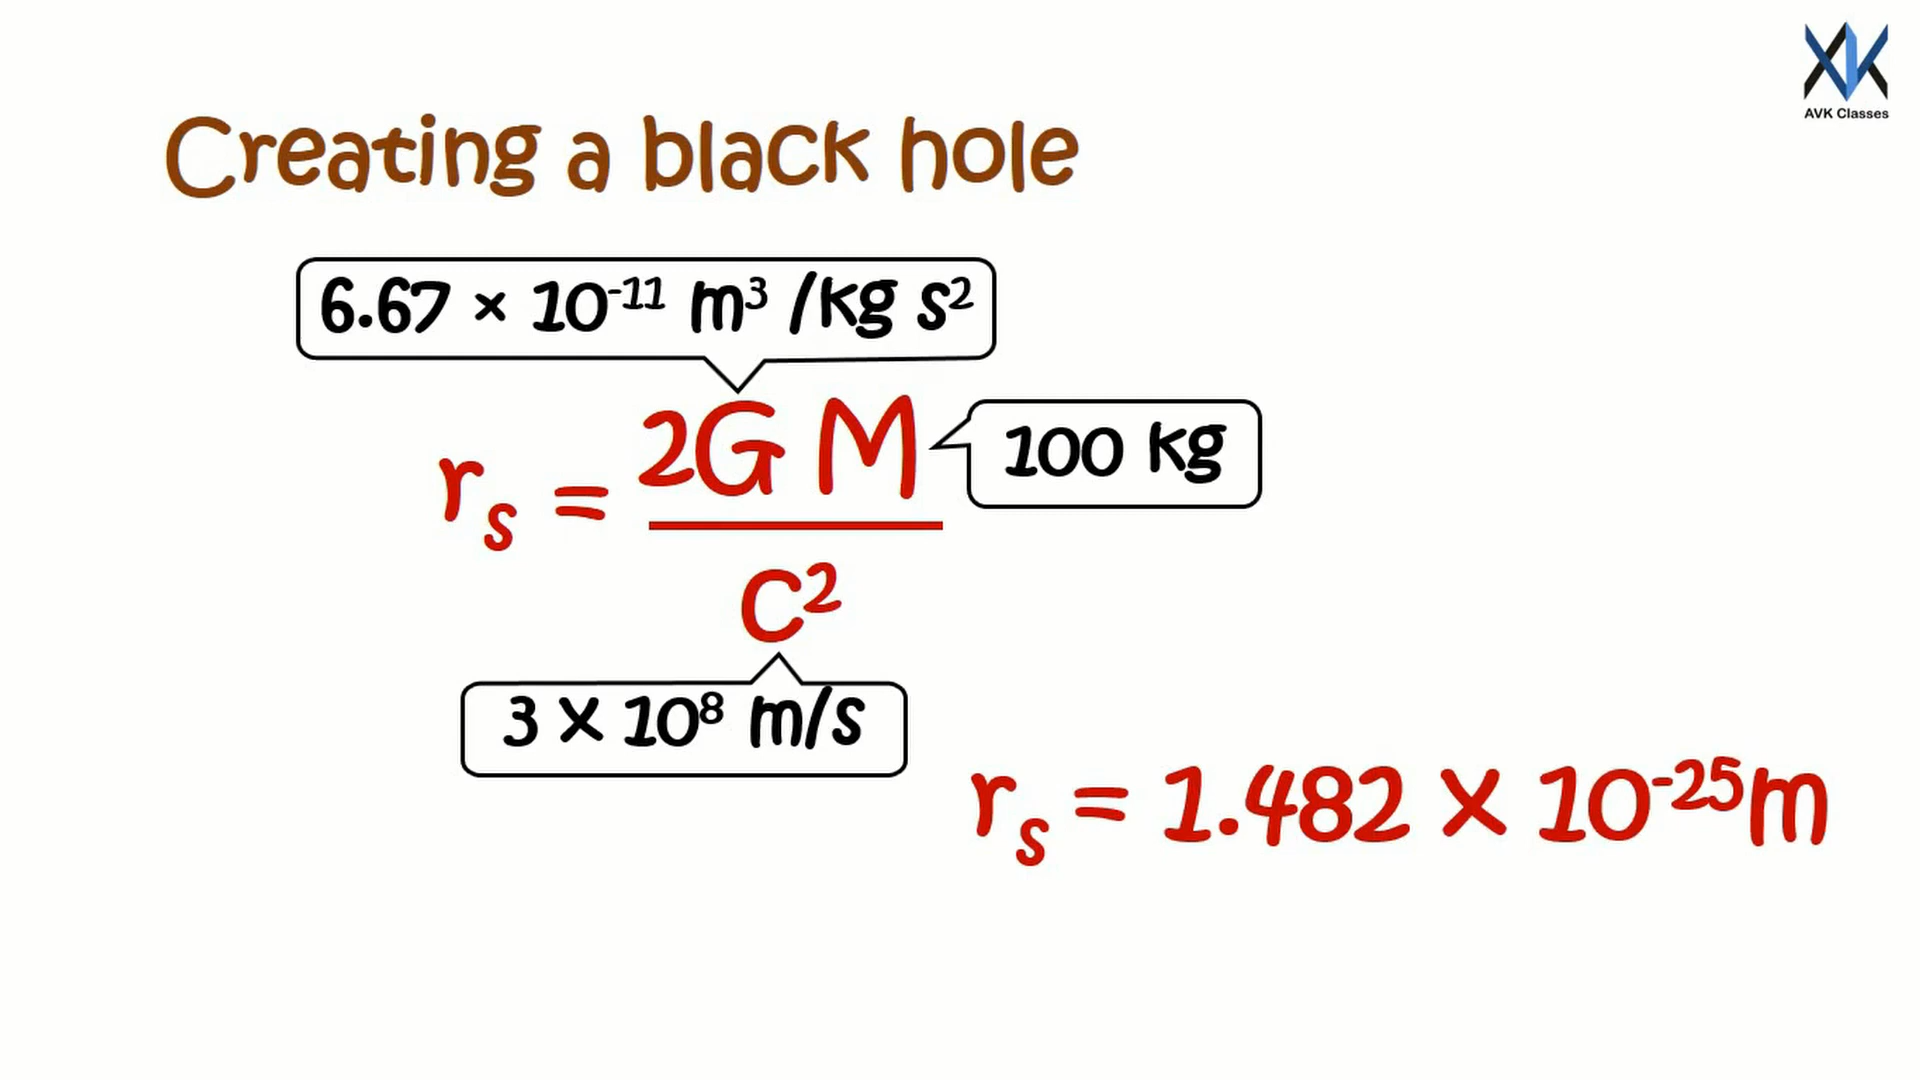 AVK Classes
Creating a black hole
6.67 × 10⁻¹¹ m³ /kg s²
2G M
100 kg
rₛ =
C²
3 X 10⁸ m/s
rₛ = 1.482 X 10⁻²⁵m